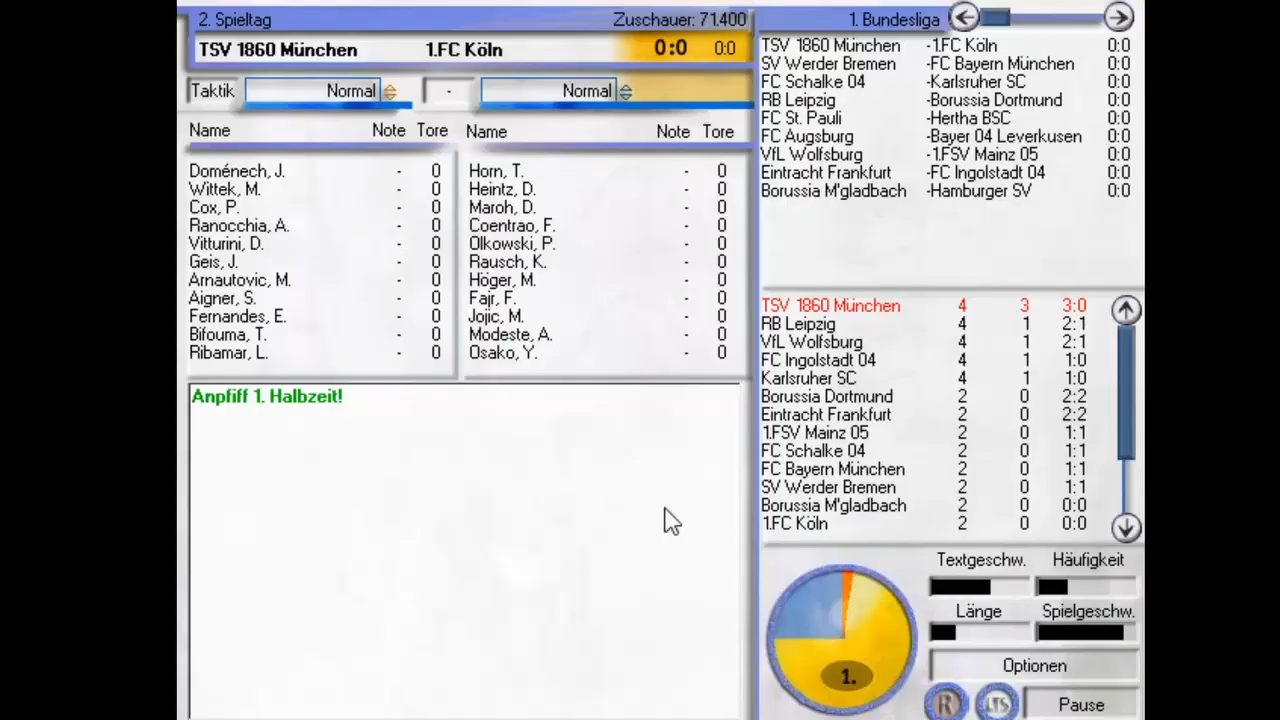 2. Spieltag Zuschauer: 71.400
TSV 1860 München 1.FC Köln 0:0 0:0
Taktik Normal - Normal
Name Note Tore Name Note Tore
Doménech, J. - 0 Horn, T. - 0
Wittek, M. - 0 Heintz, D. - 0
Cox, P. - 0 Maroh, D. - 0
Ranocchia, A. - 0 Coentrao, F. - 0
Vitturini, D. - 0 Olkowski, P. - 0
Geis, J. - 0 Rausch, K. - 0
Arnautovic, M. - 0 Höger, M. - 0
Aigner, S. - 0 Fajr, F. - 0
Fernandes, E. - 0 Jojic, M. - 0
Bifouma, T. - 0 Modeste, A. - 0
Ribamar, L. - 0 Osako, Y. - 0
Anpfiff 1. Halbzeit!
1. Bundesliga
TSV 1860 München -1.FC Köln 0:0
SV Werder Bremen -FC Bayern München 0:0
FC Schalke 04 -Karlsruher SC 0:0
RB Leipzig -Borussia Dortmund 0:0
FC St. Pauli -Hertha BSC 0:0
FC Augsburg -Bayer 04 Leverkusen 0:0
VfL Wolfsburg -1.FSV Mainz 05 0:0
Eintracht Frankfurt -FC Ingolstadt 04 0:0
Borussia M'gladbach -Hamburger SV 0:0
TSV 1860 München 4 3 3:0
RB Leipzig 4 1 2:1
VfL Wolfsburg 4 1 2:1
FC Ingolstadt 04 4 1 1:0
Karlsruher SC 4 1 1:0
Borussia Dortmund 2 0 2:2
Eintracht Frankfurt 2 0 2:2
1.FSV Mainz 05 2 0 1:1
FC Schalke 04 2 0 1:1
FC Bayern München 2 0 1:1
SV Werder Bremen 2 0 1:1
Borussia M'gladbach 2 0 0:0
1.FC Köln 2 0 0:0
Textgeschw. Häufigkeit
Länge Spielgeschw.
1.
Optionen
R LTS Pause